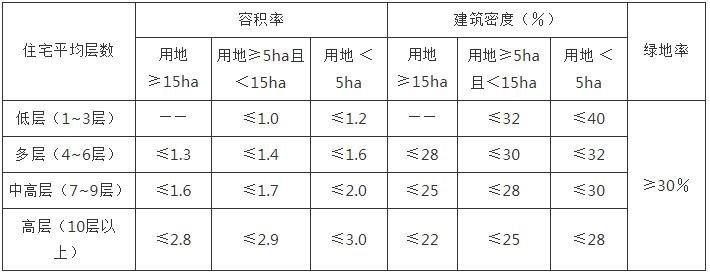 住宅平均层数 容积率 建筑密度（%） 绿地率
用地≥15ha 用地≥5ha且＜15ha 用地＜5ha 用地≥15ha 用地≥5ha且＜15ha 用地＜5ha
低层（1~3层） —— ≤1.0 ≤1.2 —— ≤32 ≤40 ≥30%
多层（4~6层） ≤1.3 ≤1.4 ≤1.6 ≤28 ≤30 ≤32
中高层（7~9层） ≤1.6 ≤1.7 ≤2.0 ≤25 ≤28 ≤30
高层（10层以上） ≤2.8 ≤2.9 ≤3.0 ≤22 ≤25 ≤28